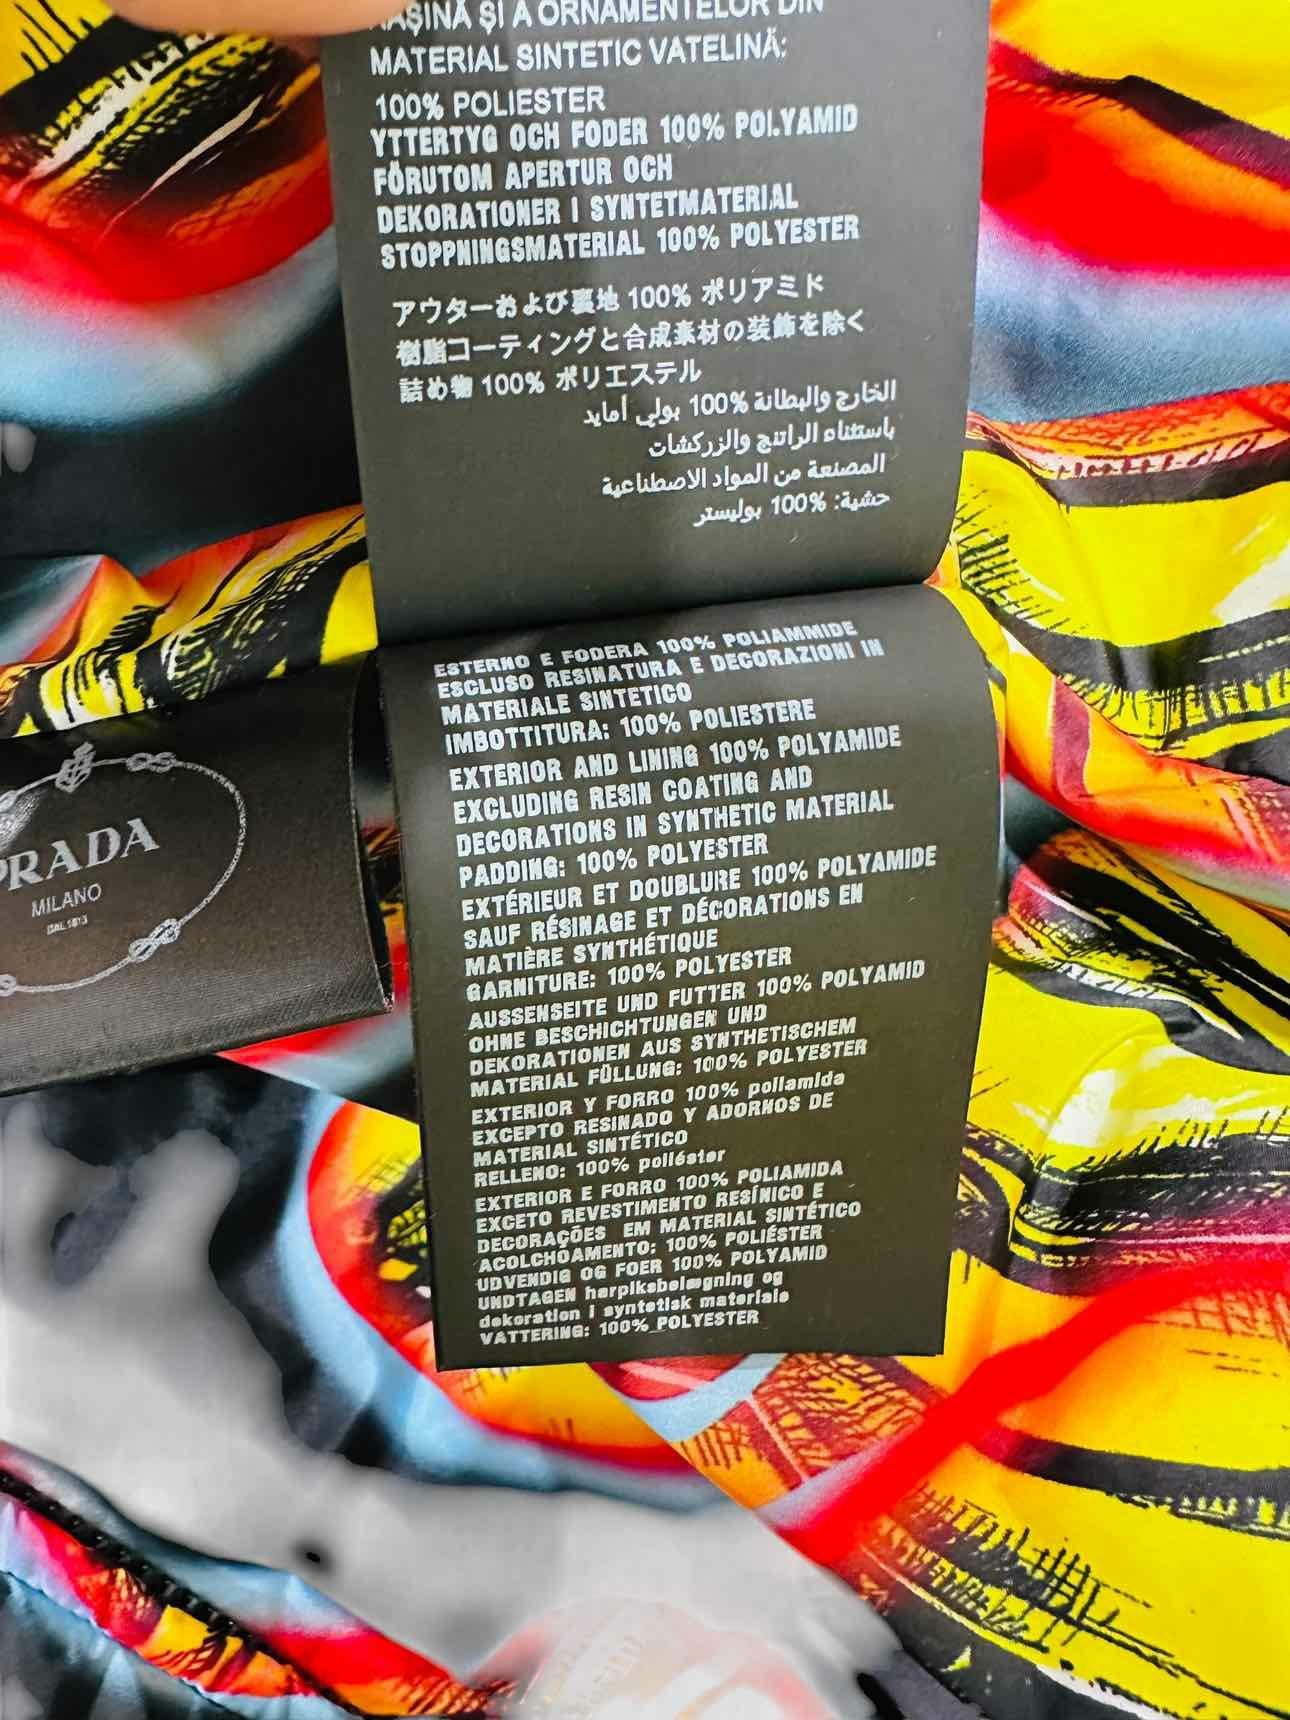 MAȘINĂ ȘI A ORNAMENTELOR DIN
MATERIAL SINTETIC VATELINĂ:
100% POLIESTER
YTTERTYG OCH FODER 100% POLYAMID
FÖRUTOM APERTUR OCH
DEKORATIONER I SYNTETMATERIAL
STOPPNINGSMATERIAL 100% POLYESTER
アウターおよび裏地 100% ポリアミド
樹脂コーティングと合成素材の装飾を除く
詰め物 100% ポリエステル
الخارج والبطانة 100% بولي أمايد
باستثناء الراتنج والزركشات
المصنعة من المواد الاصطناعية
حشية: 100% بوليستر
ESTERNO E FODERA 100% POLIAMMIDE
ESCLUSO RESINATURA E DECORAZIONI IN
MATERIALE SINTETICO
IMBOTTITURA: 100% POLIESTERE
EXTERIOR AND LINING 100% POLYAMIDE
EXCLUDING RESIN COATING AND
DECORATIONS IN SYNTHETIC MATERIAL
PADDING: 100% POLYESTER
EXTÉRIEUR ET DOUBLURE 100% POLYAMIDE
SAUF RÉSINAGE ET DÉCORATIONS EN
MATIÈRE SYNTHÉTIQUE
GARNITURE: 100% POLYESTER
AUSSENSEITE UND FUTTER 100% POLYAMID
OHNE BESCHICHTUNGEN UND
DEKORATIONEN AUS SYNTHETISCHEM
MATERIAL FÜLLUNG: 100% POLYESTER
EXTERIOR Y FORRO 100% poliamida
EXCEPTO RESINADO Y ADORNOS DE
MATERIAL SINTÉTICO
RELLENO: 100% poliéster
EXTERIOR E FORRO 100% POLIAMIDA
EXCETO REVESTIMENTO RESÍNICO E
DECORAÇÕES EM MATERIAL SINTÉTICO
ACOLCHOAMENTO: 100% POLIÉSTER
UDVENDIG OG FOER 100% POLYAMID
UNDTAGEN harpiksbelægning og
dekoration i syntetisk materiale
VATTERING: 100% POLYESTER
PRADA
MILANO
DAL 1913